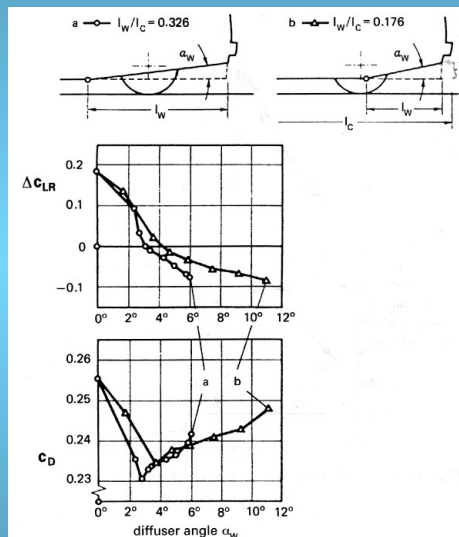 a —o— l_W/l_C = 0.326
b —△— l_W/l_C = 0.176
α_W
α_W
l_W
l_W
l_C
Δc_LR
0.2
0.1
0
−0.1
0° 2° 4° 6° 8° 10° 12°
a
b
0.26
0.25
c_D
0.24
0.23
0° 2° 4° 6° 8° 10° 12°
diffuser angle α_W